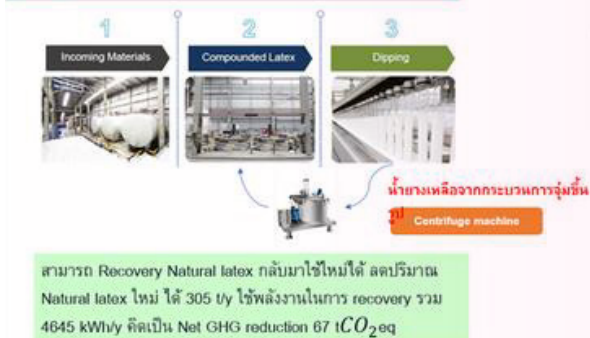 1
2
3
Incoming Materials
Compounded Latex
Dipping
น้ำยางเหลือจากกระบวนการจุ่มขึ้น
รูป
Centrifuge machine
สามารถ Recovery Natural latex กลับมาใช้ใหม่ได้ ลดปริมาณ
Natural latex ใหม่ ได้ 305 t/y ใช้พลังงานในการ recovery รวม
4645 kWh/y คิดเป็น Net GHG reduction 67 tCO₂eq